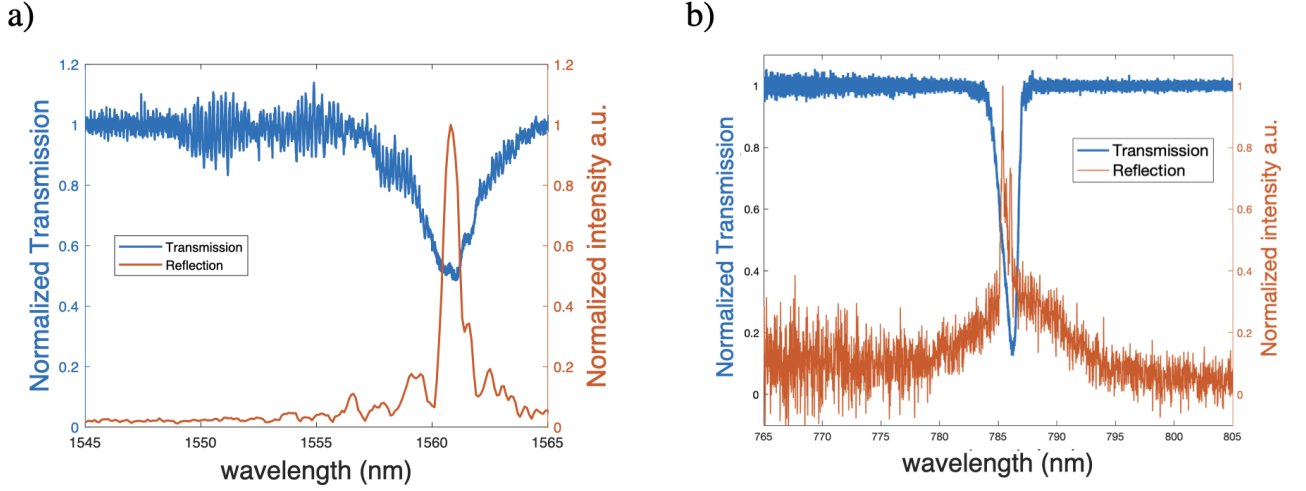 a)
1.2
1
0.8
0.6
0.4
0.2
0
Normalized Transmission
Transmission
Reflection
1.2
1
0.8
0.6
0.4
0.2
0
Normalized intensity a.u.
1545 1550 1555 1560 1565
wavelength (nm)
b)
1
0.8
0.6
0.4
0.2
0
Normalized Transmission
Transmission
Reflection
1
0.8
0.6
0.4
0.2
0
Normalized intensity a.u.
765 770 775 780 785 790 795 800 805
wavelength (nm)